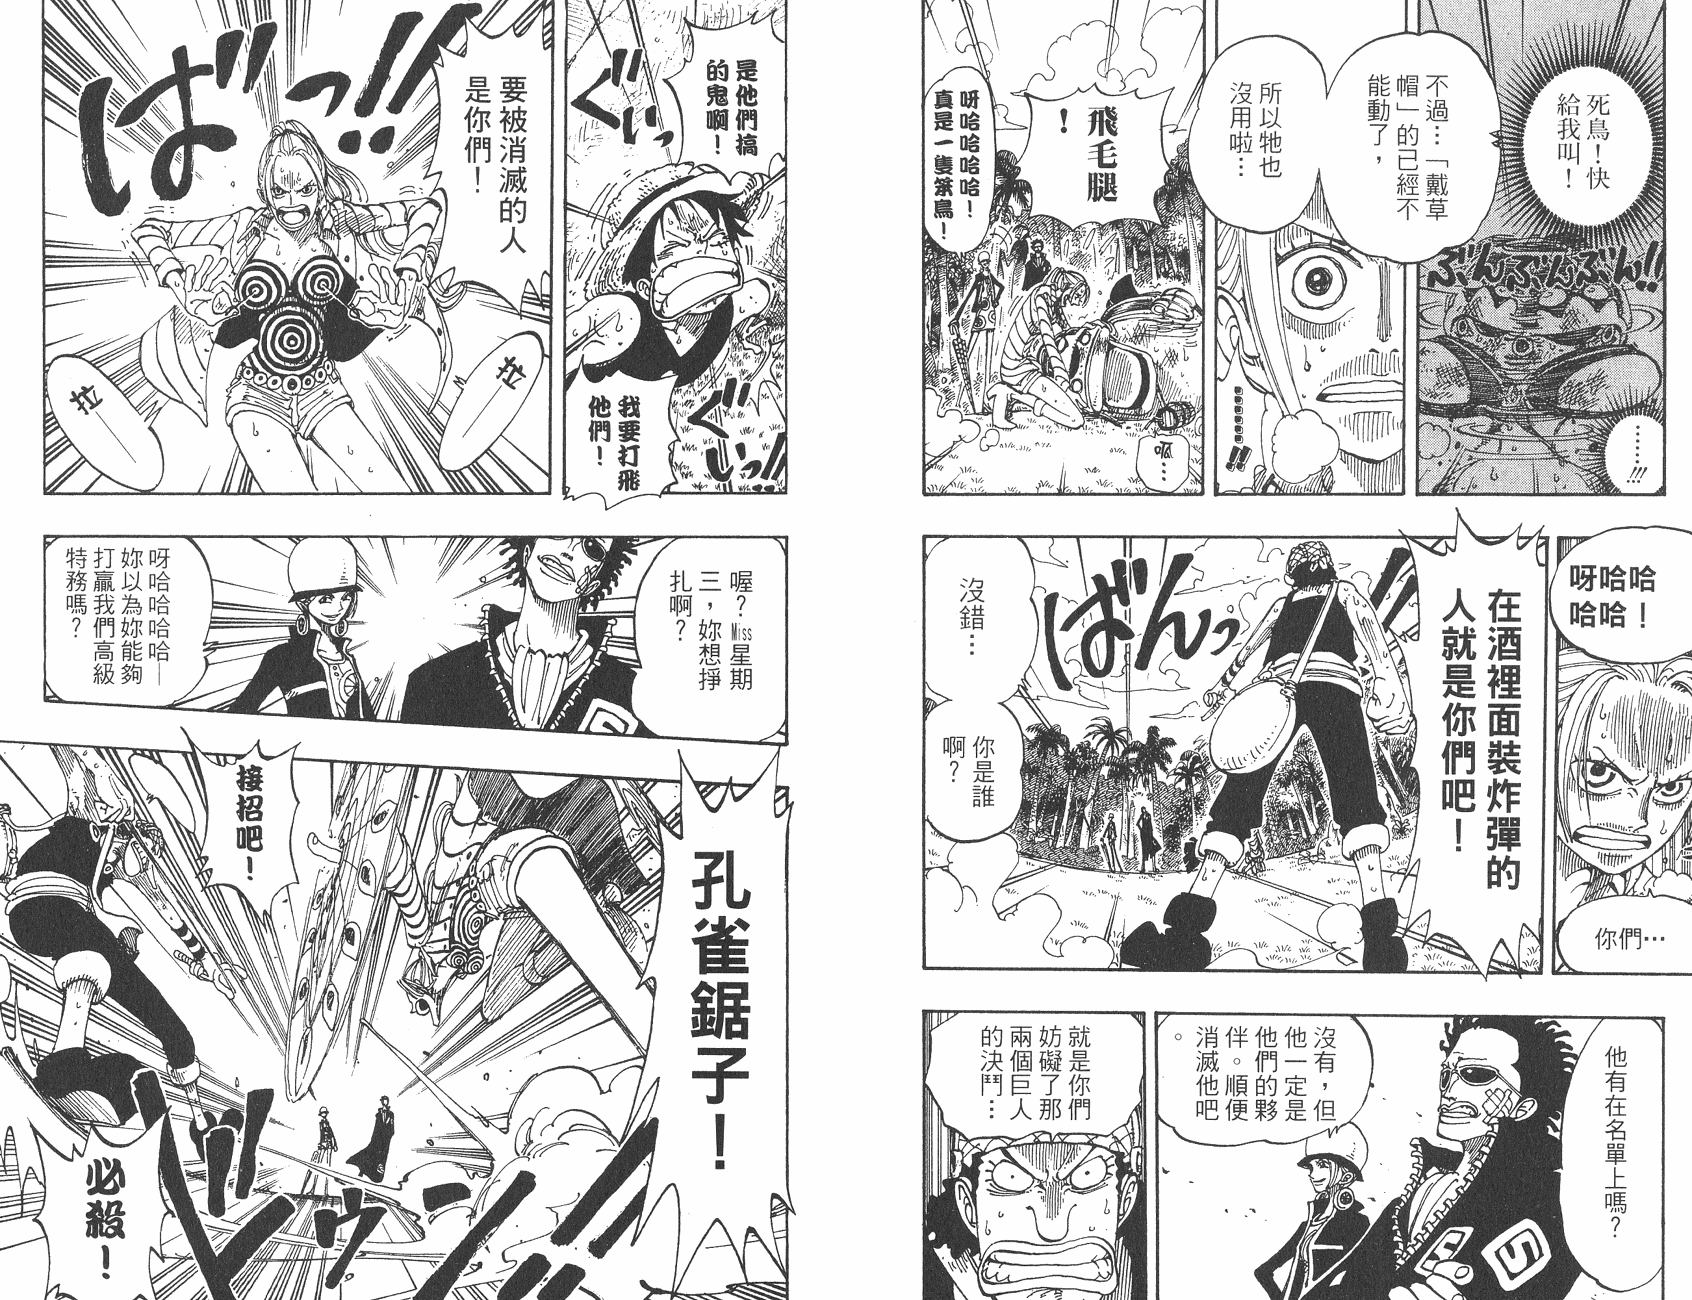 死鳥！快
給我叫！
ぶんぶんぶん!!
……!!!
不過…「戴草
帽」的已經不
能動了，
所以牠也
沒用啦…
………!!
飛毛腿
！
呀哈哈哈哈！
真是一隻笨鳥！
呱…
呀哈哈
哈哈！
你們…
在酒裡面裝炸彈的
人就是你們吧！
ばんっ!!
沒錯…
你是誰
啊？
他有在名單上嗎？
沒有，但
他一定是
他們的夥
伴。順便
消滅他吧
。
就是你們
妨礙了那
兩個巨人
的決鬥…
是他們搞
的鬼啊！
ぐいっ
我要打飛
他們！
ぐいっ!!
要被消滅的人
是你們！
ばっ!!
拉
拉
喔？Miss星期
三，妳想掙
扎啊？
呀哈哈哈哈—
妳以為妳能夠
打贏我們高級
特務嗎？
孔雀鋸子！
接招吧！
必殺！
ドゥン!!